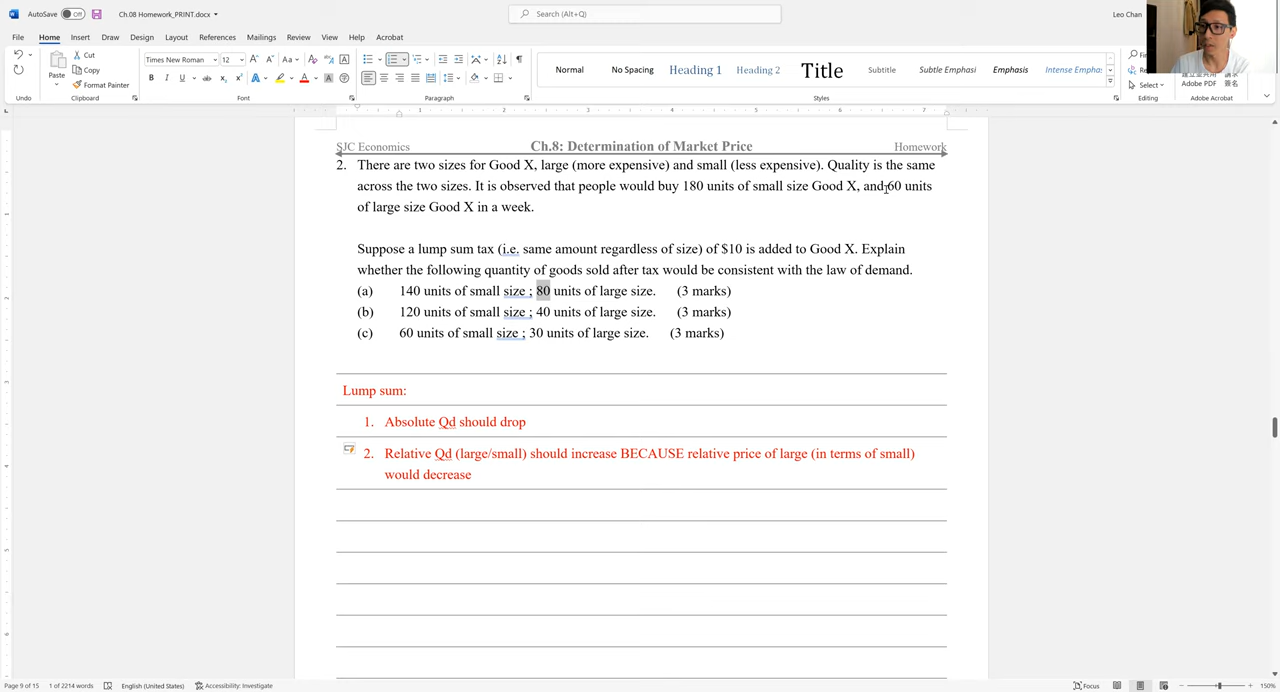 AutoSave Off Ch.08 Homework_PRINT.docx
Search (Alt+Q)
Leo Chan
File Home Insert Draw Design Layout References Mailings Review View Help Acrobat
Cut
Copy
Format Painter
Paste
Times New Roman 12
Normal No Spacing Heading 1 Heading 2 Title Subtitle Subtle Emphasi Emphasis Intense Empha:
Select
Adobe PDF 簽名
Undo Clipboard Font Paragraph Styles Editing Adobe Acrobat
SJC Economics Ch.8: Determination of Market Price Homework
2. There are two sizes for Good X, large (more expensive) and small (less expensive). Quality is the same
across the two sizes. It is observed that people would buy 180 units of small size Good X, and 60 units
of large size Good X in a week.
Suppose a lump sum tax (i.e. same amount regardless of size) of $10 is added to Good X. Explain
whether the following quantity of goods sold after tax would be consistent with the law of demand.
(a) 140 units of small size ; 80 units of large size. (3 marks)
(b) 120 units of small size ; 40 units of large size. (3 marks)
(c) 60 units of small size ; 30 units of large size. (3 marks)
Lump sum:
1. Absolute Qd should drop
2. Relative Qd (large/small) should increase BECAUSE relative price of large (in terms of small)
would decrease
Page 9 of 15 1 of 2214 words English (United States) Accessibility: Investigate Focus 150%